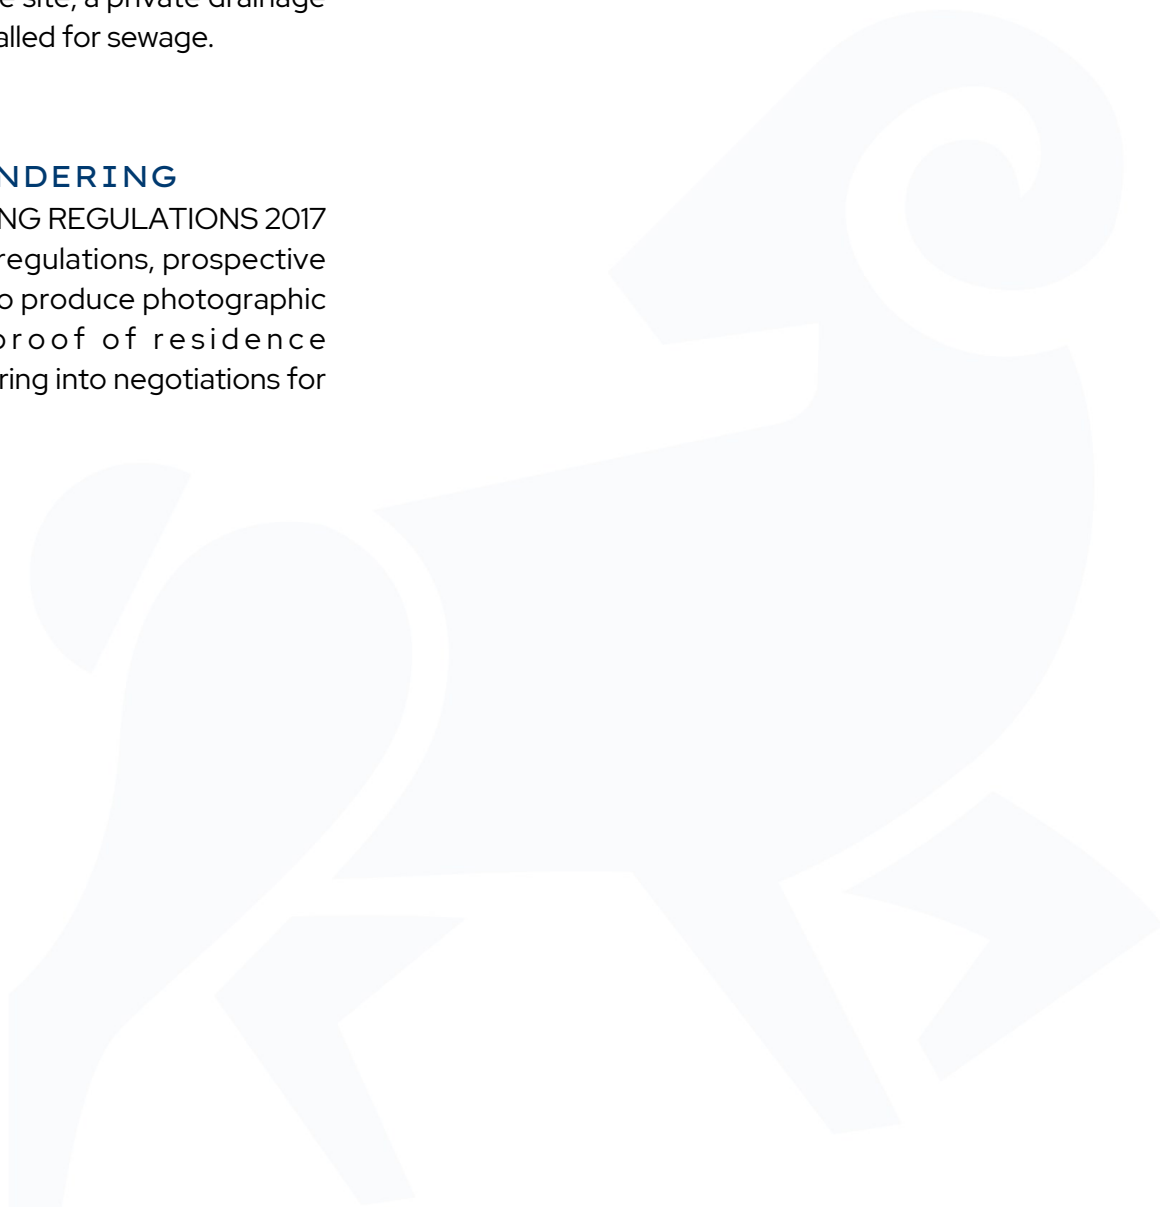 e site, a private drainage
alled for sewage.
NDERING
NG REGULATIONS 2017
regulations, prospective
o produce photographic
proof of residence
ring into negotiations for